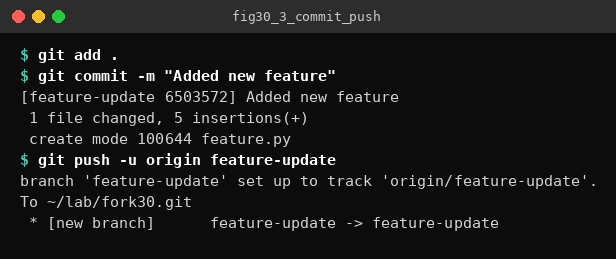 fig30_3_commit_push
$ git add .
$ git commit -m "Added new feature"
[feature-update 6503572] Added new feature
 1 file changed, 5 insertions(+)
 create mode 100644 feature.py
$ git push -u origin feature-update
branch 'feature-update' set up to track 'origin/feature-update'.
To ~/lab/fork30.git
 * [new branch]      feature-update -> feature-update